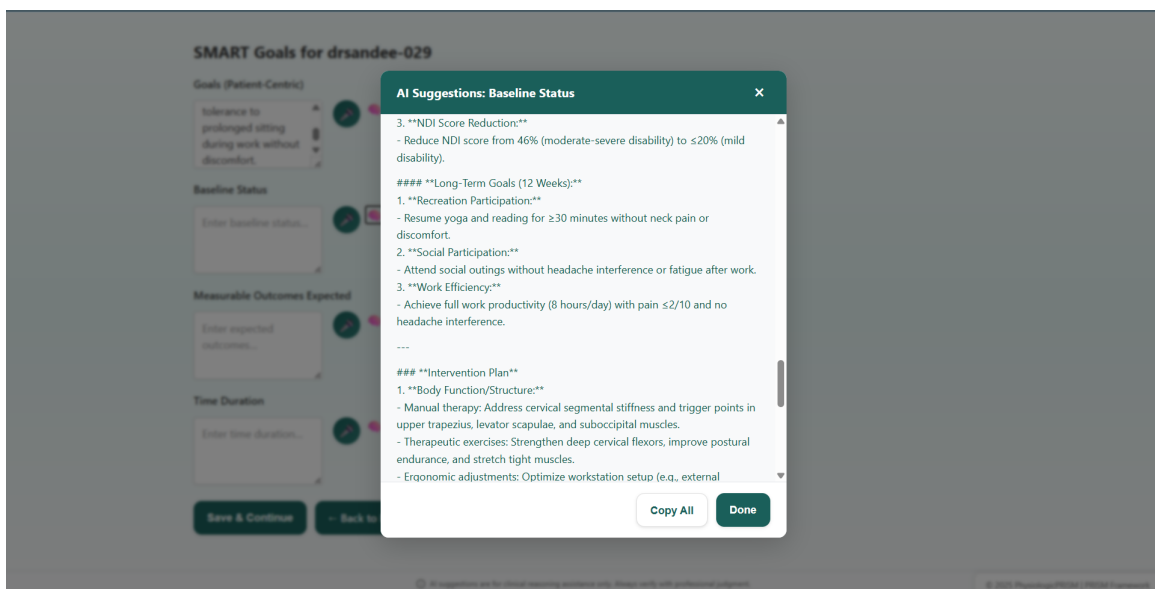 SMART Goals for drsandee-029
Goals (Patient-Centric)
tolerance to
prolonged sitting
during work without
discomfort.
Baseline Status
Enter baseline status...
Measurable Outcomes Expected
Enter expected
outcomes...
Time Duration
Enter time duration...
Save & Continue
← Back to
AI Suggestions: Baseline Status
×
3. **NDI Score Reduction:**
- Reduce NDI score from 46% (moderate-severe disability) to ≤20% (mild
disability).
#### **Long-Term Goals (12 Weeks):**
1. **Recreation Participation:**
- Resume yoga and reading for ≥30 minutes without neck pain or
discomfort.
2. **Social Participation:**
- Attend social outings without headache interference or fatigue after work.
3. **Work Efficiency:**
- Achieve full work productivity (8 hours/day) with pain ≤2/10 and no
headache interference.
---
### **Intervention Plan**
1. **Body Function/Structure:**
- Manual therapy: Address cervical segmental stiffness and trigger points in
upper trapezius, levator scapulae, and suboccipital muscles.
- Therapeutic exercises: Strengthen deep cervical flexors, improve postural
endurance, and stretch tight muscles.
- Ergonomic adjustments: Optimize workstation setup (e.g., external
Copy All
Done
AI suggestions are for clinical reasoning assistance only. Always verify with professional judgment.
© 2025 PhysiologicPRISM | PRISM Framework